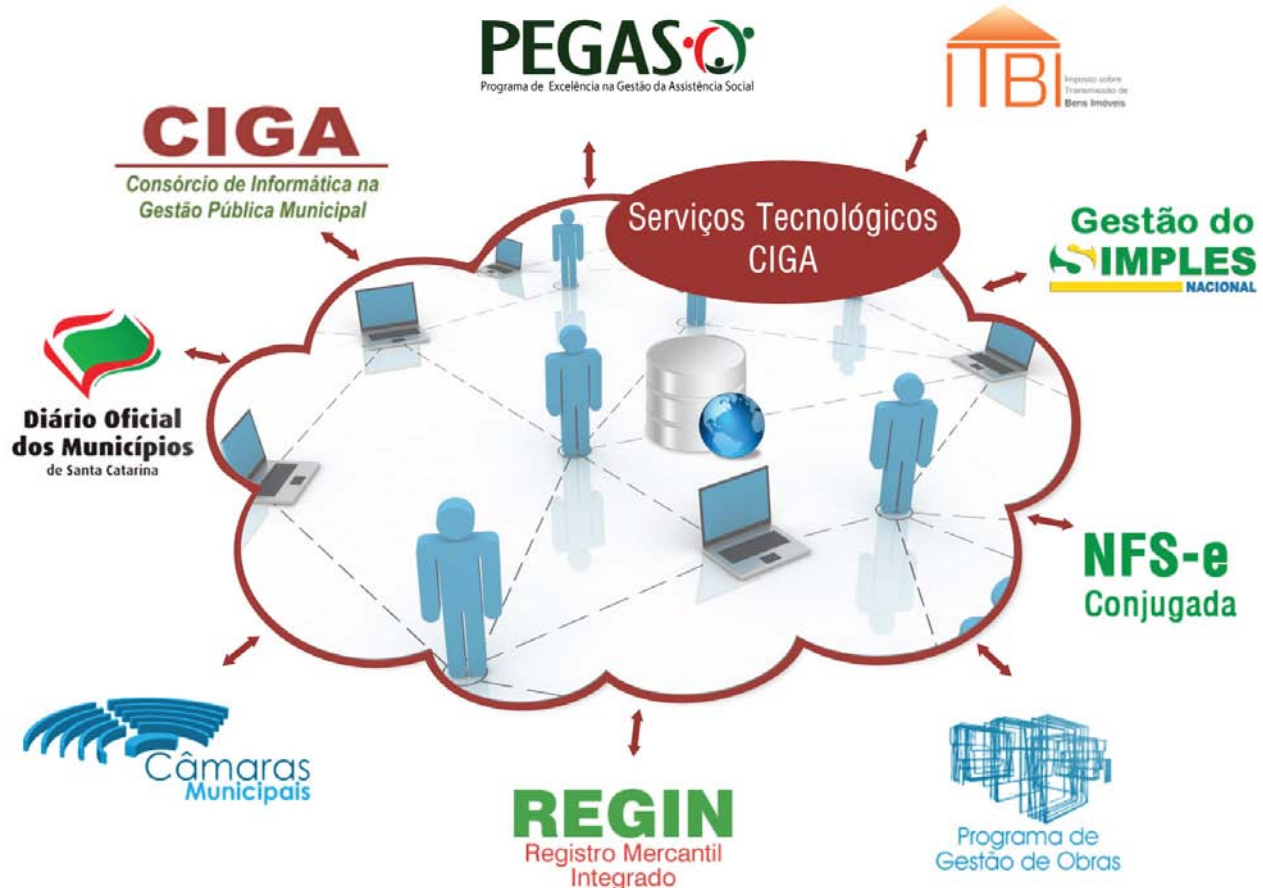 PEGASO
Programa de Excelência na Gestão da Assistência Social
ITBI
Imposto sobre
Transmissão de
Bens Imóveis
CIGA
Consórcio de Informática na
Gestão Pública Municipal
Serviços Tecnológicos
CIGA
Gestão do
SIMPLES
NACIONAL
Diário Oficial
dos Municípios
de Santa Catarina
NFS-e
Conjugada
Câmaras
Municipais
REGIN
Registro Mercantil
Integrado
Programa de
Gestão de Obras